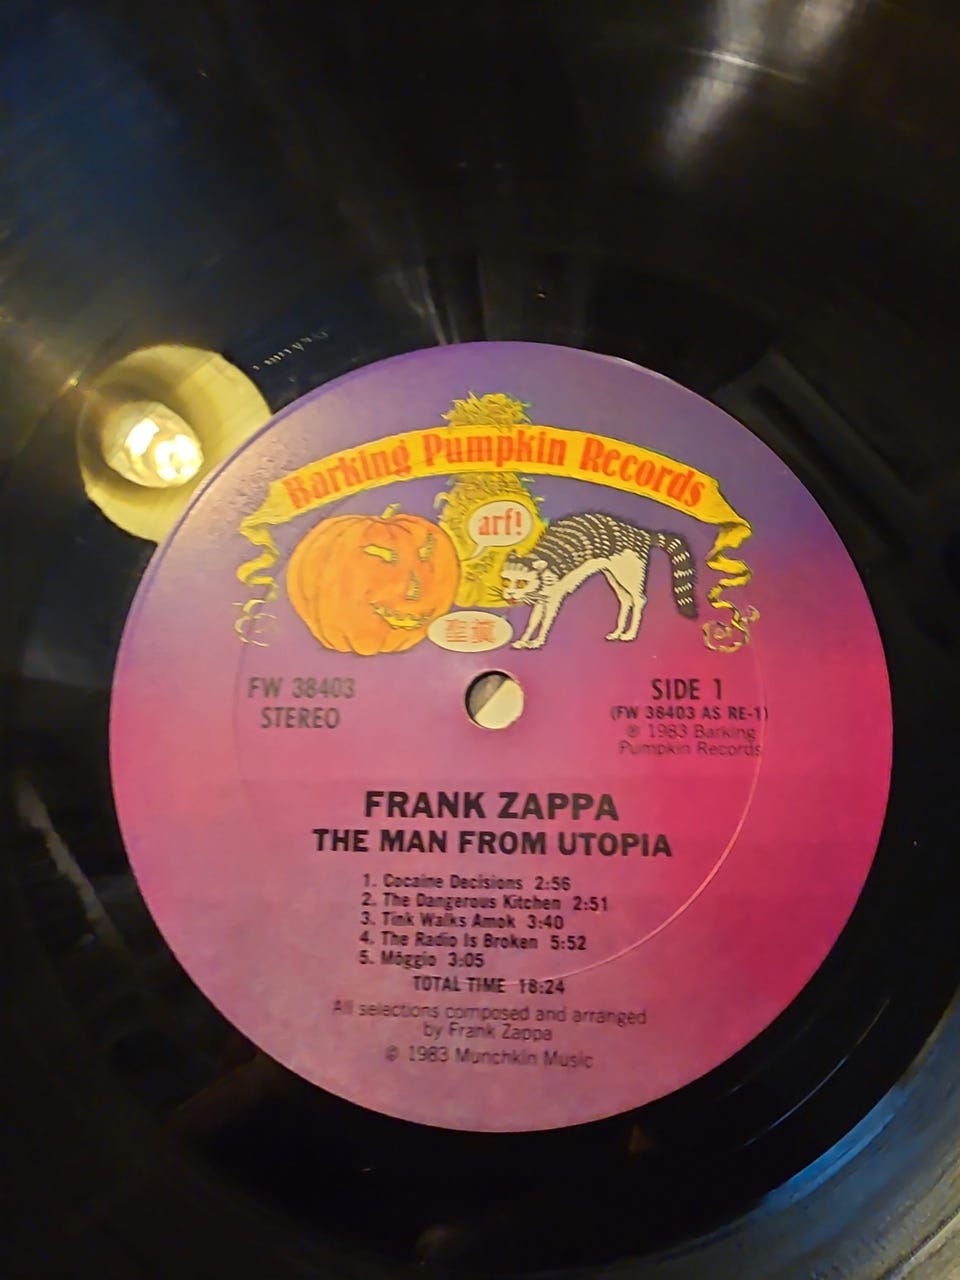 Barking Pumpkin Records
arf!
聖黄
FW 38403
STEREO
SIDE 1
(FW 38403 AS RE-1)
℗ 1983 Barking
Pumpkin Records
FRANK ZAPPA
THE MAN FROM UTOPIA
1. Cocaine Decisions 2:56
2. The Dangerous Kitchen 2:51
3. Tink Walks Amok 3:40
4. The Radio Is Broken 5:52
5. Möggio 3:05
TOTAL TIME 18:24
All selections composed and arranged
by Frank Zappa
© 1983 Munchkin Music